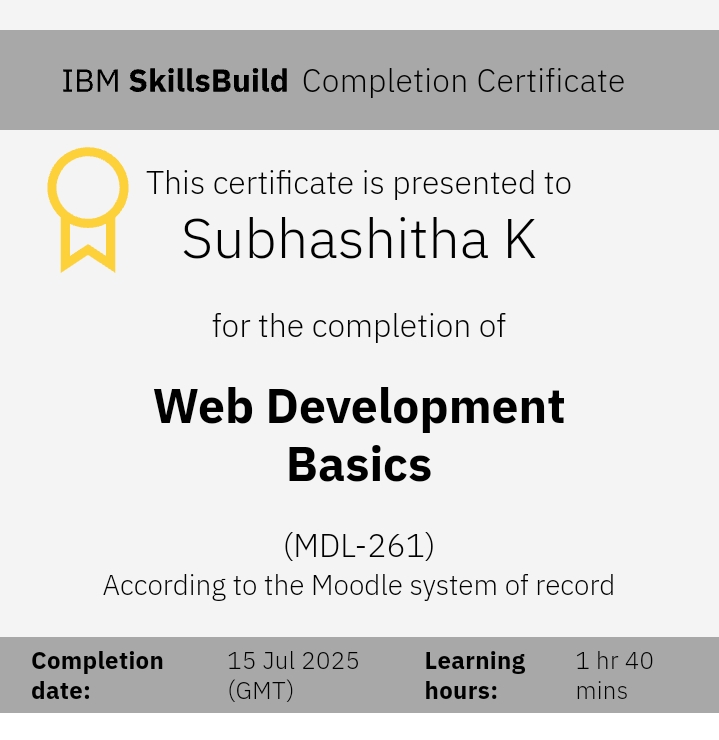 IBM SkillsBuild Completion Certificate
This certificate is presented to
Subhashitha K
for the completion of
Web Development
Basics
(MDL-261)
According to the Moodle system of record
Completion date:
15 Jul 2025 (GMT)
Learning hours:
1 hr 40 mins